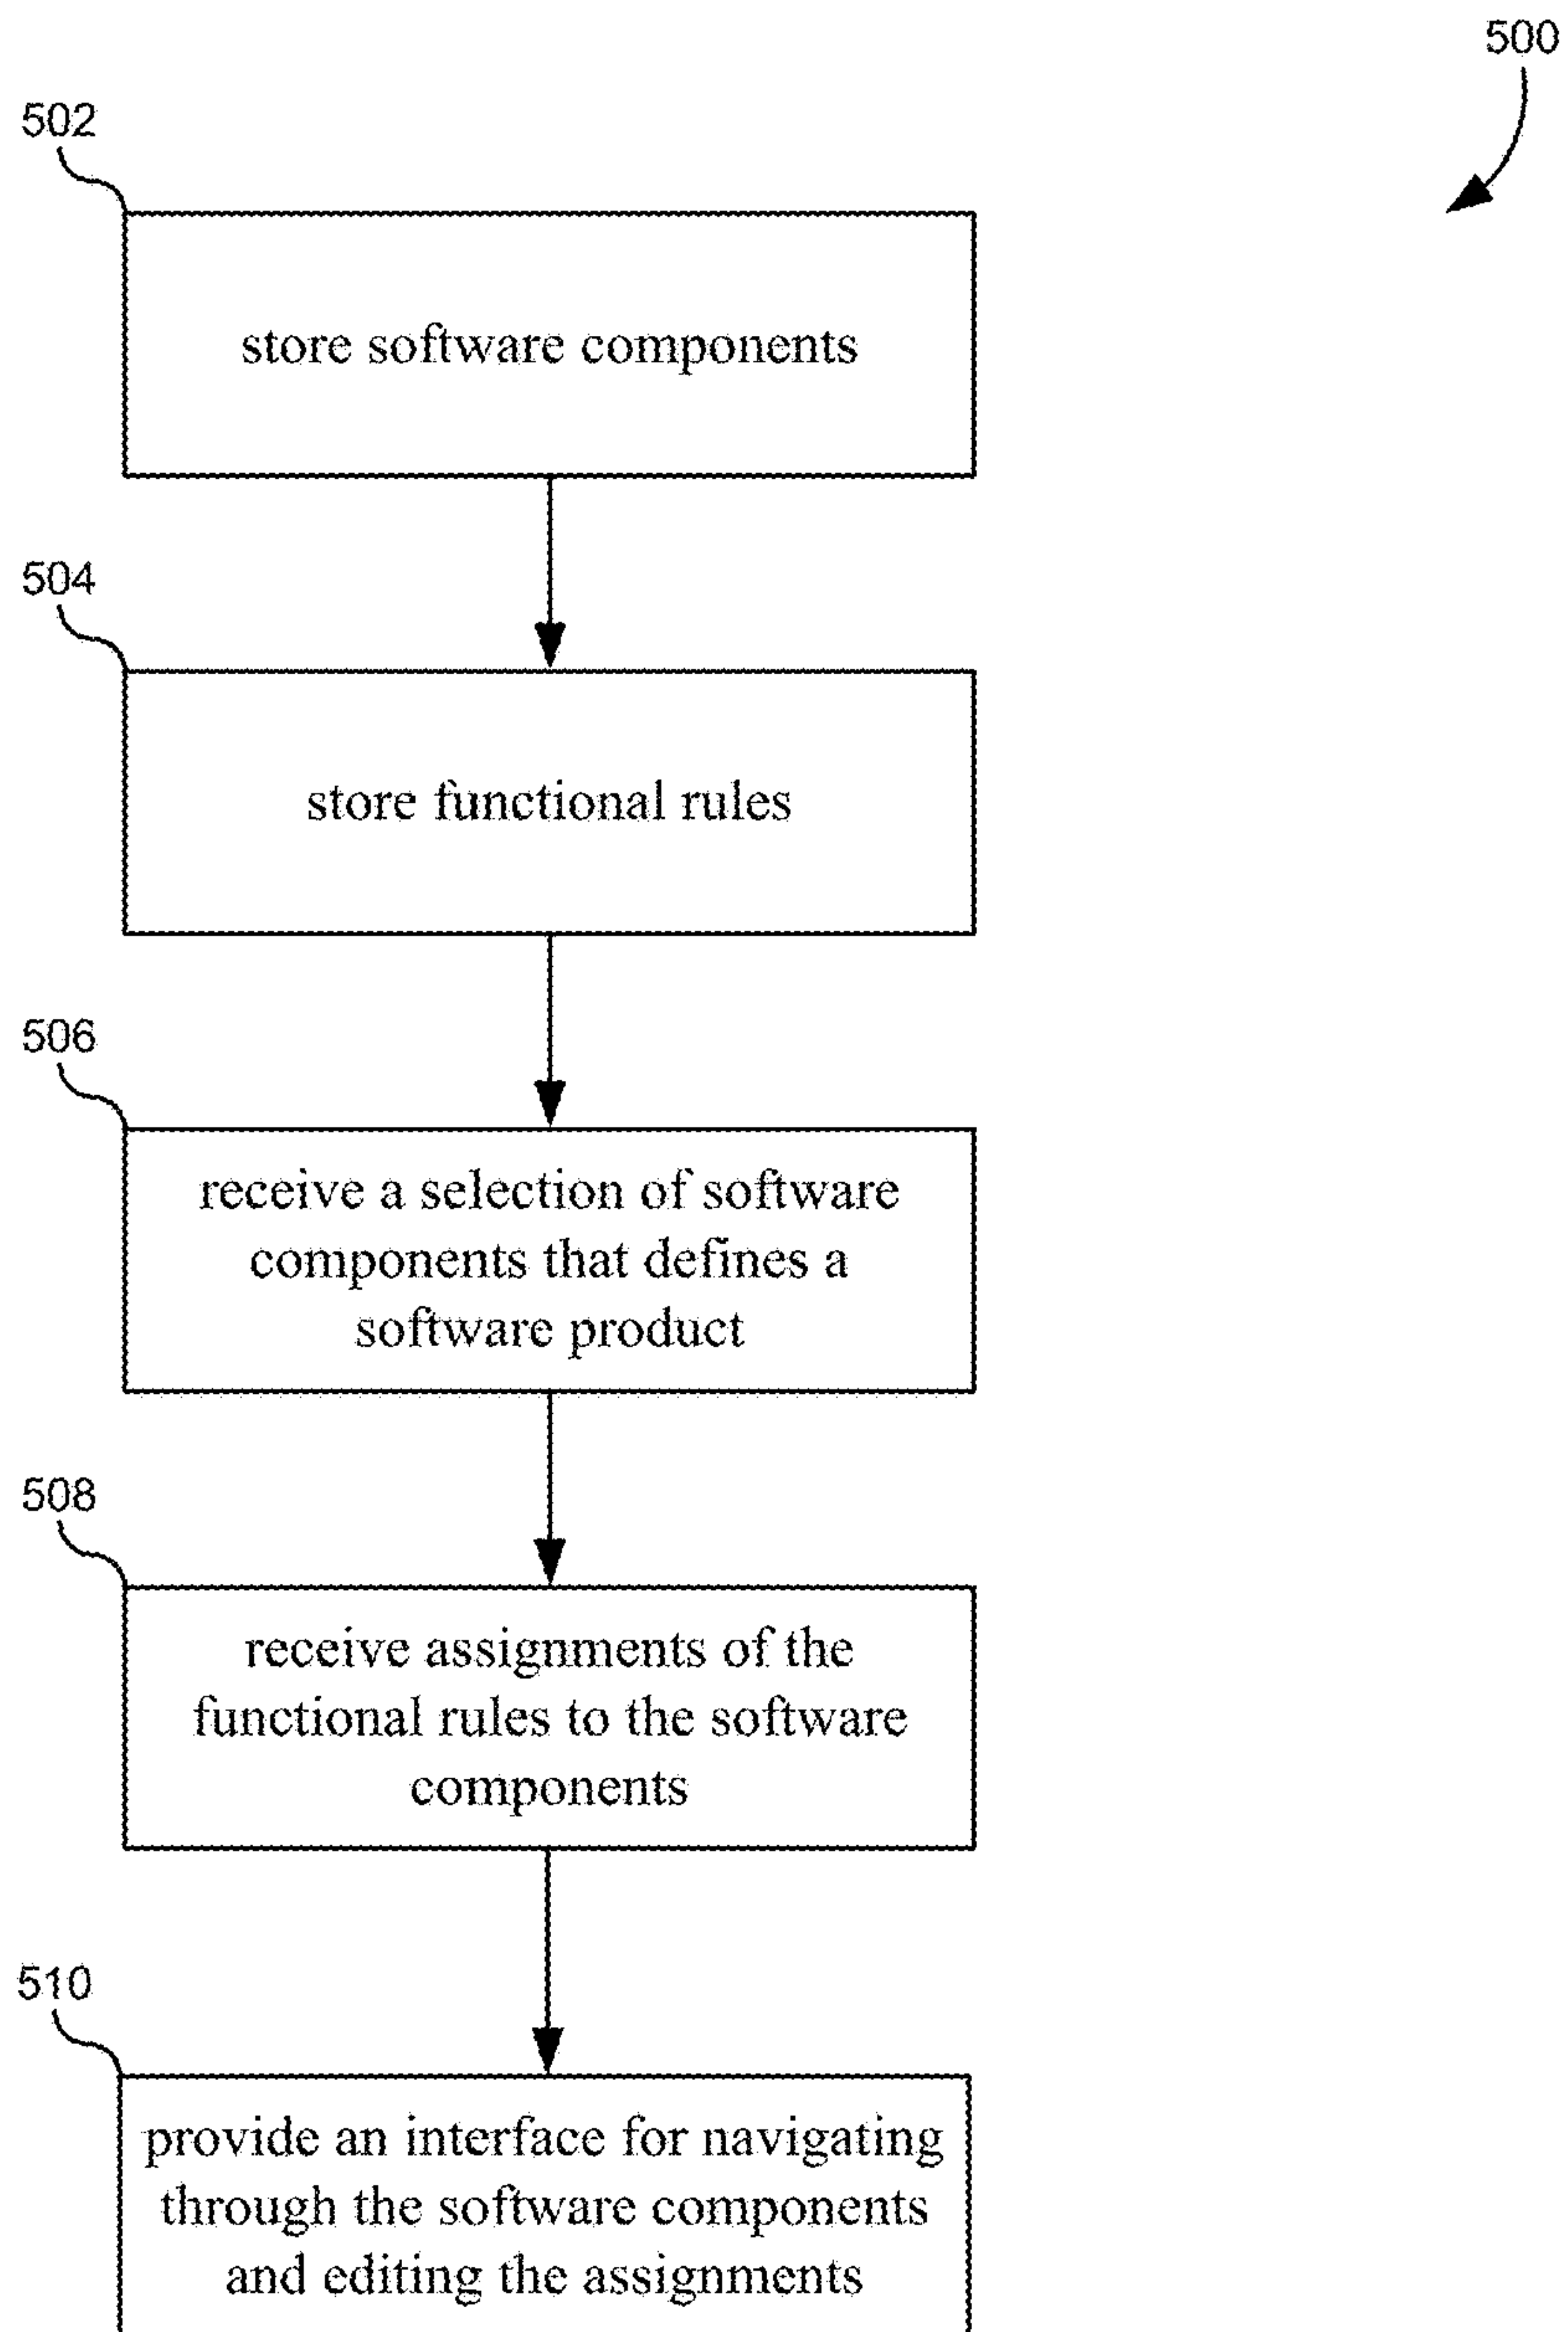 500
502
store software components
504
store functional rules
506
receive a selection of software
components that defines a
software product
508
receive assignments of the
functional rules to the software
components
510
provide an interface for navigating
through the software components
and editing the assignments